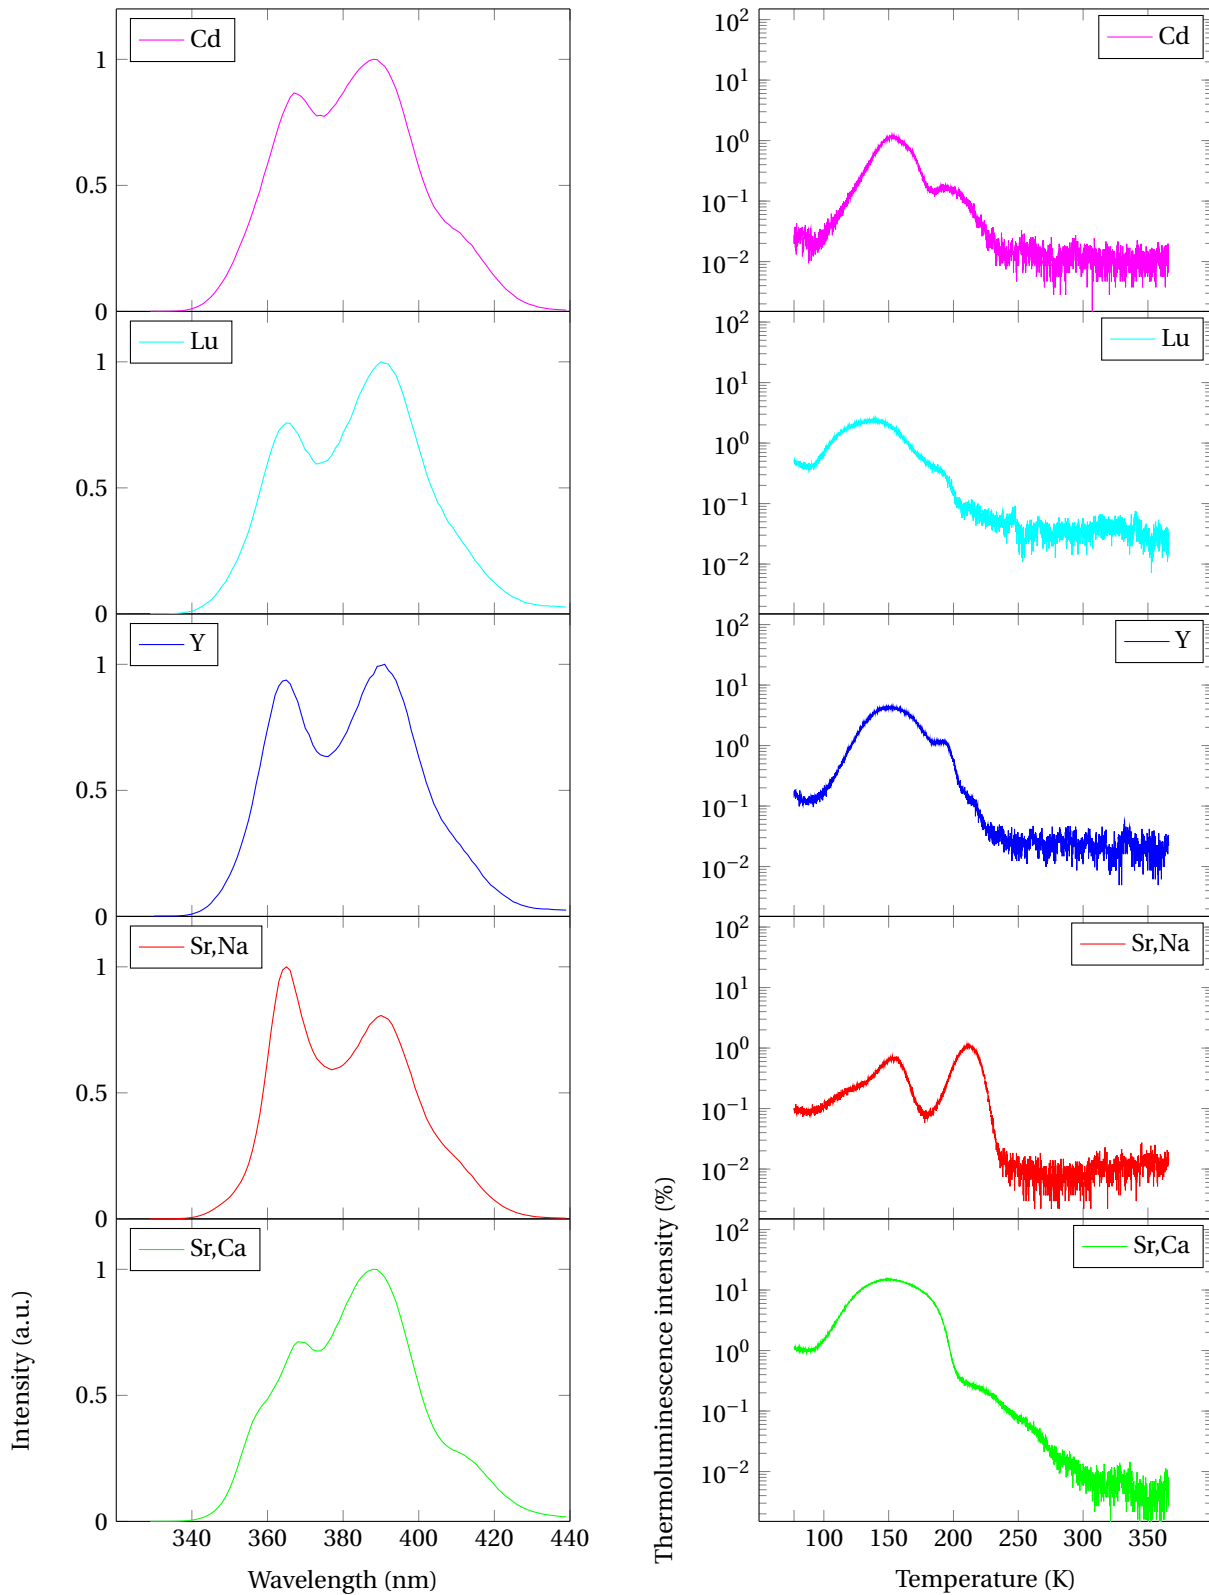 Cd
1
0.5
0
Lu
1
0.5
0
Y
1
0.5
0
Sr,Na
1
0.5
0
Sr,Ca
1
0.5
0
340 360 380 400 420 440
Wavelength (nm)
Intensity (a.u.)
Cd
10²
10¹
10⁰
10⁻¹
10⁻²
Lu
10²
10¹
10⁰
10⁻¹
10⁻²
Y
10²
10¹
10⁰
10⁻¹
10⁻²
Sr,Na
10²
10¹
10⁰
10⁻¹
10⁻²
Sr,Ca
10²
10¹
10⁰
10⁻¹
10⁻²
100 150 200 250 300 350
Temperature (K)
Thermoluminescence intensity (%)